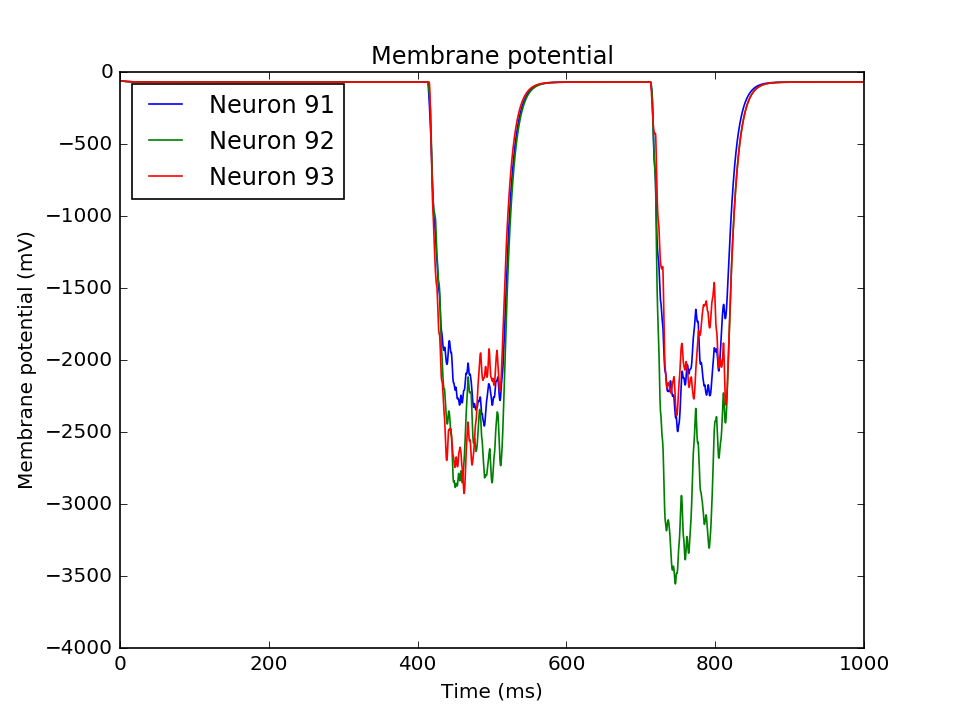 Membrane potential
0
−500
−1000
−1500
−2000
−2500
−3000
−3500
−4000
Membrane potential (mV)
Neuron 91
Neuron 92
Neuron 93
0 200 400 600 800 1000
Time (ms)